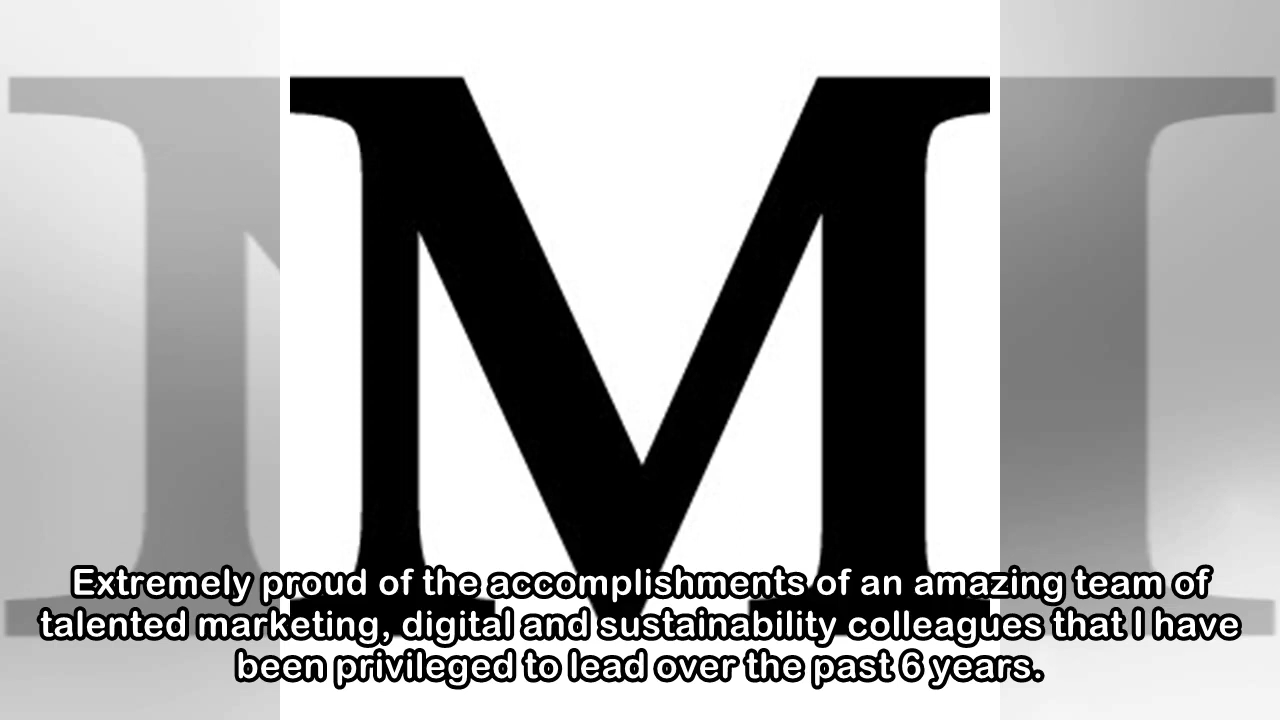 M
Extremely proud of the accomplishments of an amazing team of
talented marketing, digital and sustainability colleagues that I have
been privileged to lead over the past 6 years.